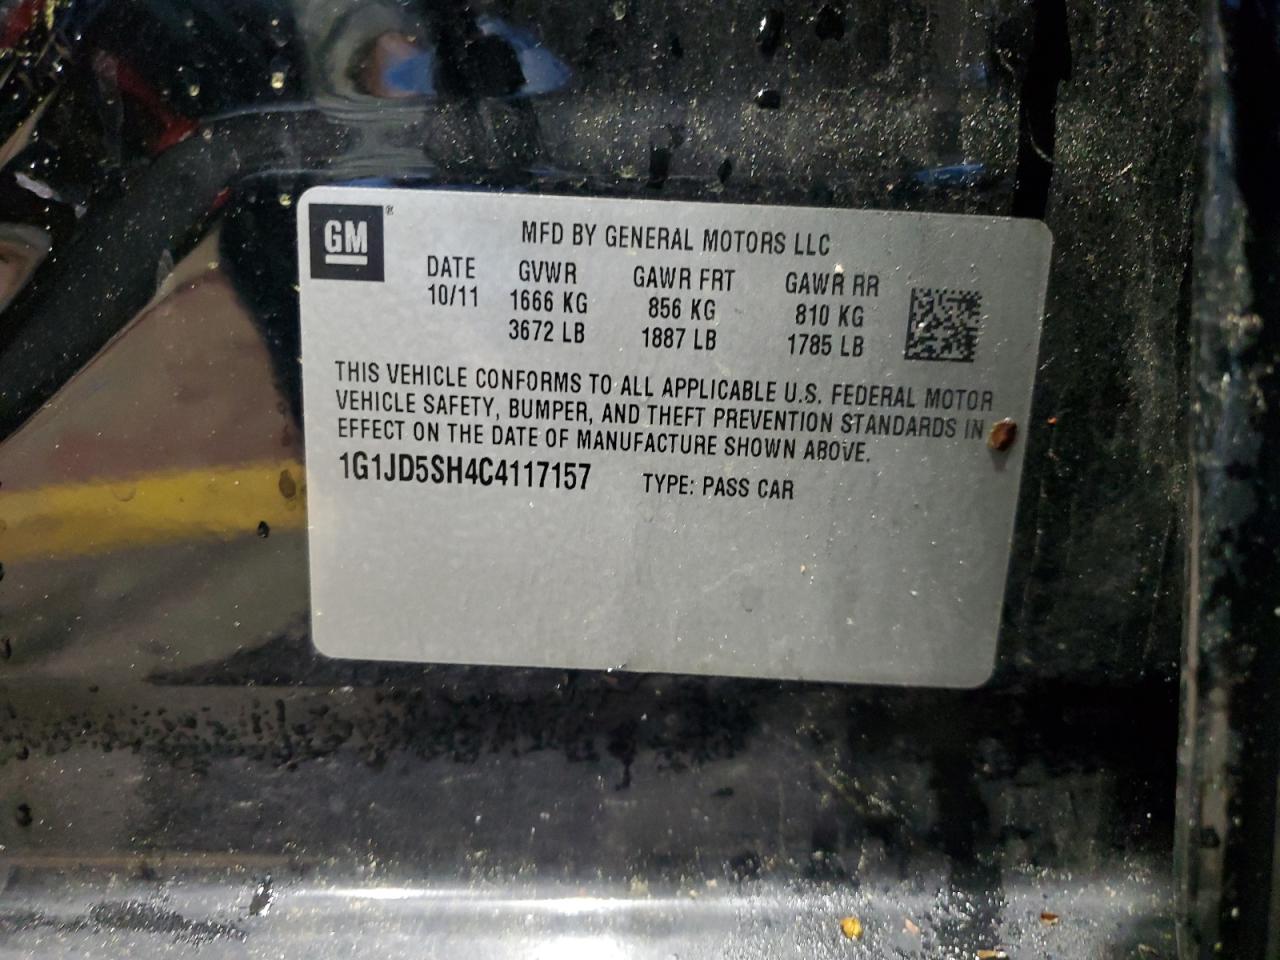 GM®
MFD BY GENERAL MOTORS LLC
DATE GVWR GAWR FRT GAWR RR
10/11 1666 KG 856 KG 810 KG
3672 LB 1887 LB 1785 LB
THIS VEHICLE CONFORMS TO ALL APPLICABLE U.S. FEDERAL MOTOR
VEHICLE SAFETY, BUMPER, AND THEFT PREVENTION STANDARDS IN
EFFECT ON THE DATE OF MANUFACTURE SHOWN ABOVE.
1G1JD5SH4C4117157 TYPE: PASS CAR